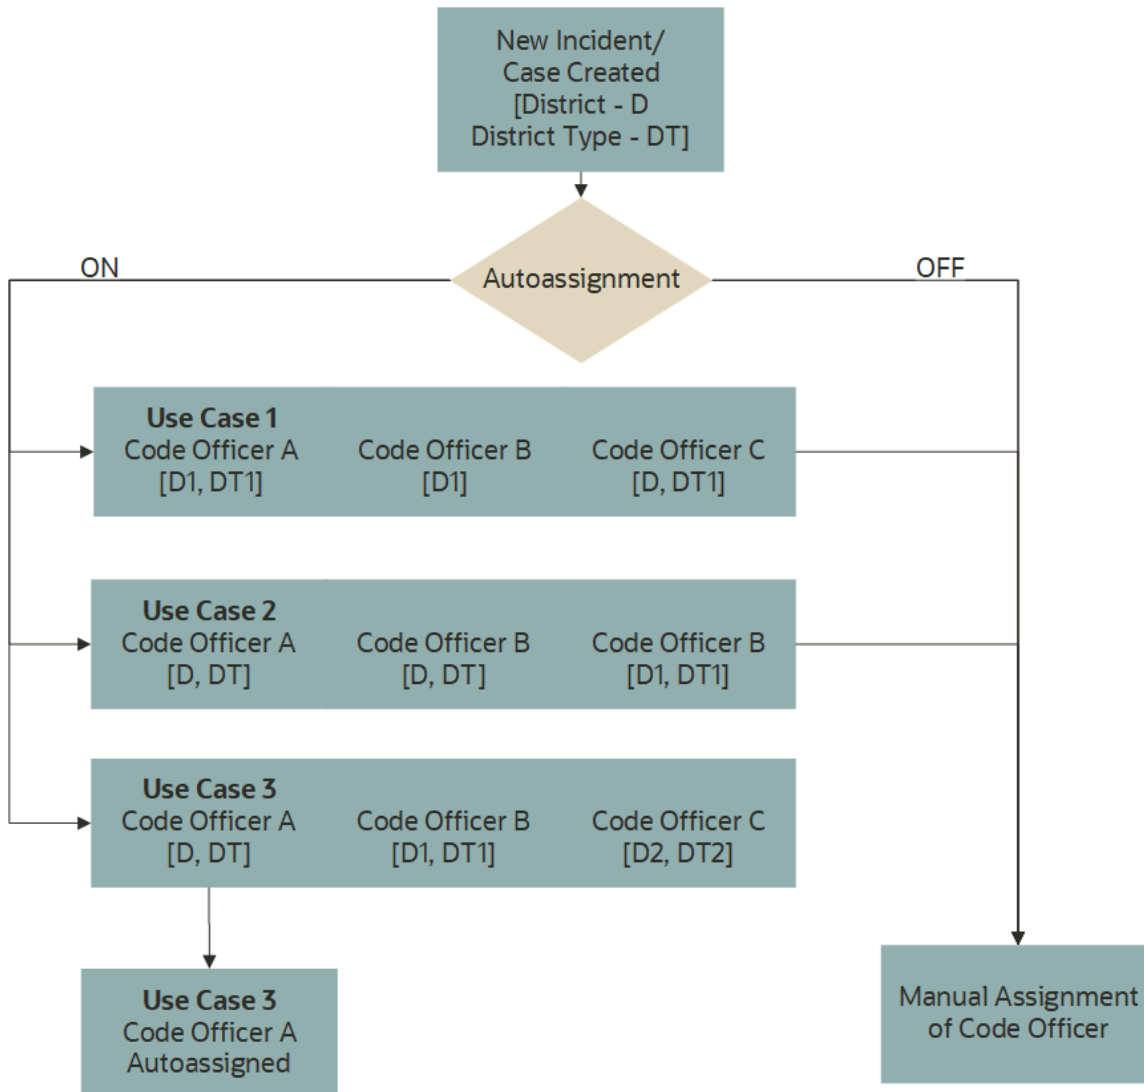 New Incident/
Case Created
[District - D
District Type - DT]
Autoassignment
ON
OFF
Use Case 1
Code Officer A
[D1, DT1]
Code Officer B
[D1]
Code Officer C
[D, DT1]
Use Case 2
Code Officer A
[D, DT]
Code Officer B
[D, DT]
Code Officer B
[D1, DT1]
Use Case 3
Code Officer A
[D, DT]
Code Officer B
[D1, DT1]
Code Officer C
[D2, DT2]
Use Case 3
Code Officer A
Autoassigned
Manual Assignment
of Code Officer